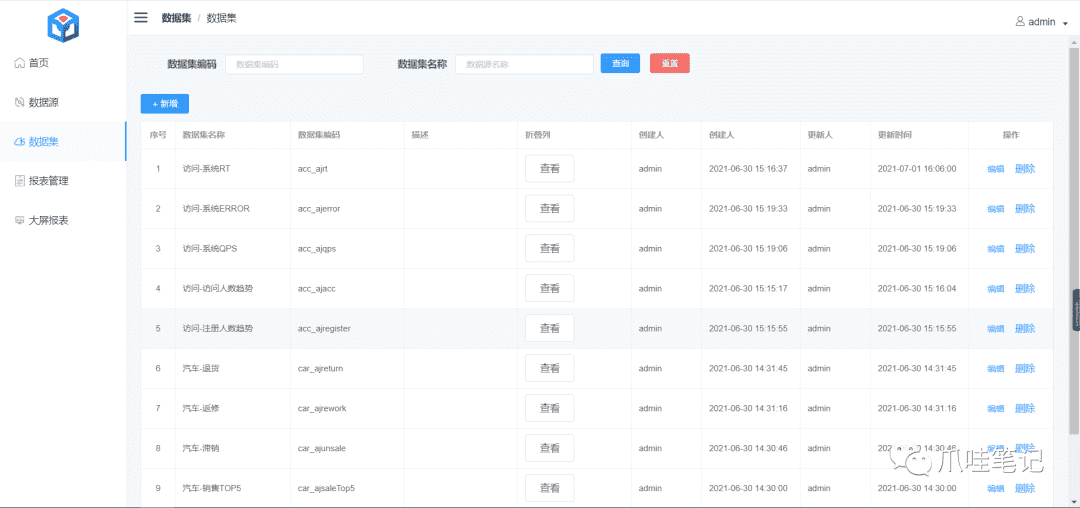 数据集 / 数据集
admin
首页
数据源
数据集
报表管理
大屏报表
数据集编码 数据集编码 数据集名称 数据源名称 查询 重置
+ 新增
序号 数据集名称 数据集编码 描述 折叠列 创建人 创建人 更新人 更新时间 操作
1 访问-系统RT acc_ajrt 查看 admin 2021-06-30 15:16:37 admin 2021-07-01 16:06:00 编辑 删除
2 访问-系统ERROR acc_ajerror 查看 admin 2021-06-30 15:19:33 admin 2021-06-30 15:19:33 编辑 删除
3 访问-系统QPS acc_ajqps 查看 admin 2021-06-30 15:19:06 admin 2021-06-30 15:19:06 编辑 删除
4 访问-访问人数趋势 acc_ajacc 查看 admin 2021-06-30 15:15:17 admin 2021-06-30 15:16:04 编辑 删除
5 访问-注册人数趋势 acc_ajregister 查看 admin 2021-06-30 15:15:55 admin 2021-06-30 15:15:55 编辑 删除
6 汽车-退货 car_ajreturn 查看 admin 2021-06-30 14:31:45 admin 2021-06-30 14:31:45 编辑 删除
7 汽车-返修 car_ajrework 查看 admin 2021-06-30 14:31:16 admin 2021-06-30 14:31:16 编辑 删除
8 汽车-滞销 car_ajunsale 查看 admin 2021-06-30 14:30:46 admin 2021-06-30 14:30:46 编辑 删除
爪哇笔记
9 汽车-销售TOP5 car_ajsaleTop5 查看 admin 2021-06-30 14:30:00 admin 2021-06-30 14:30:00 编辑 删除